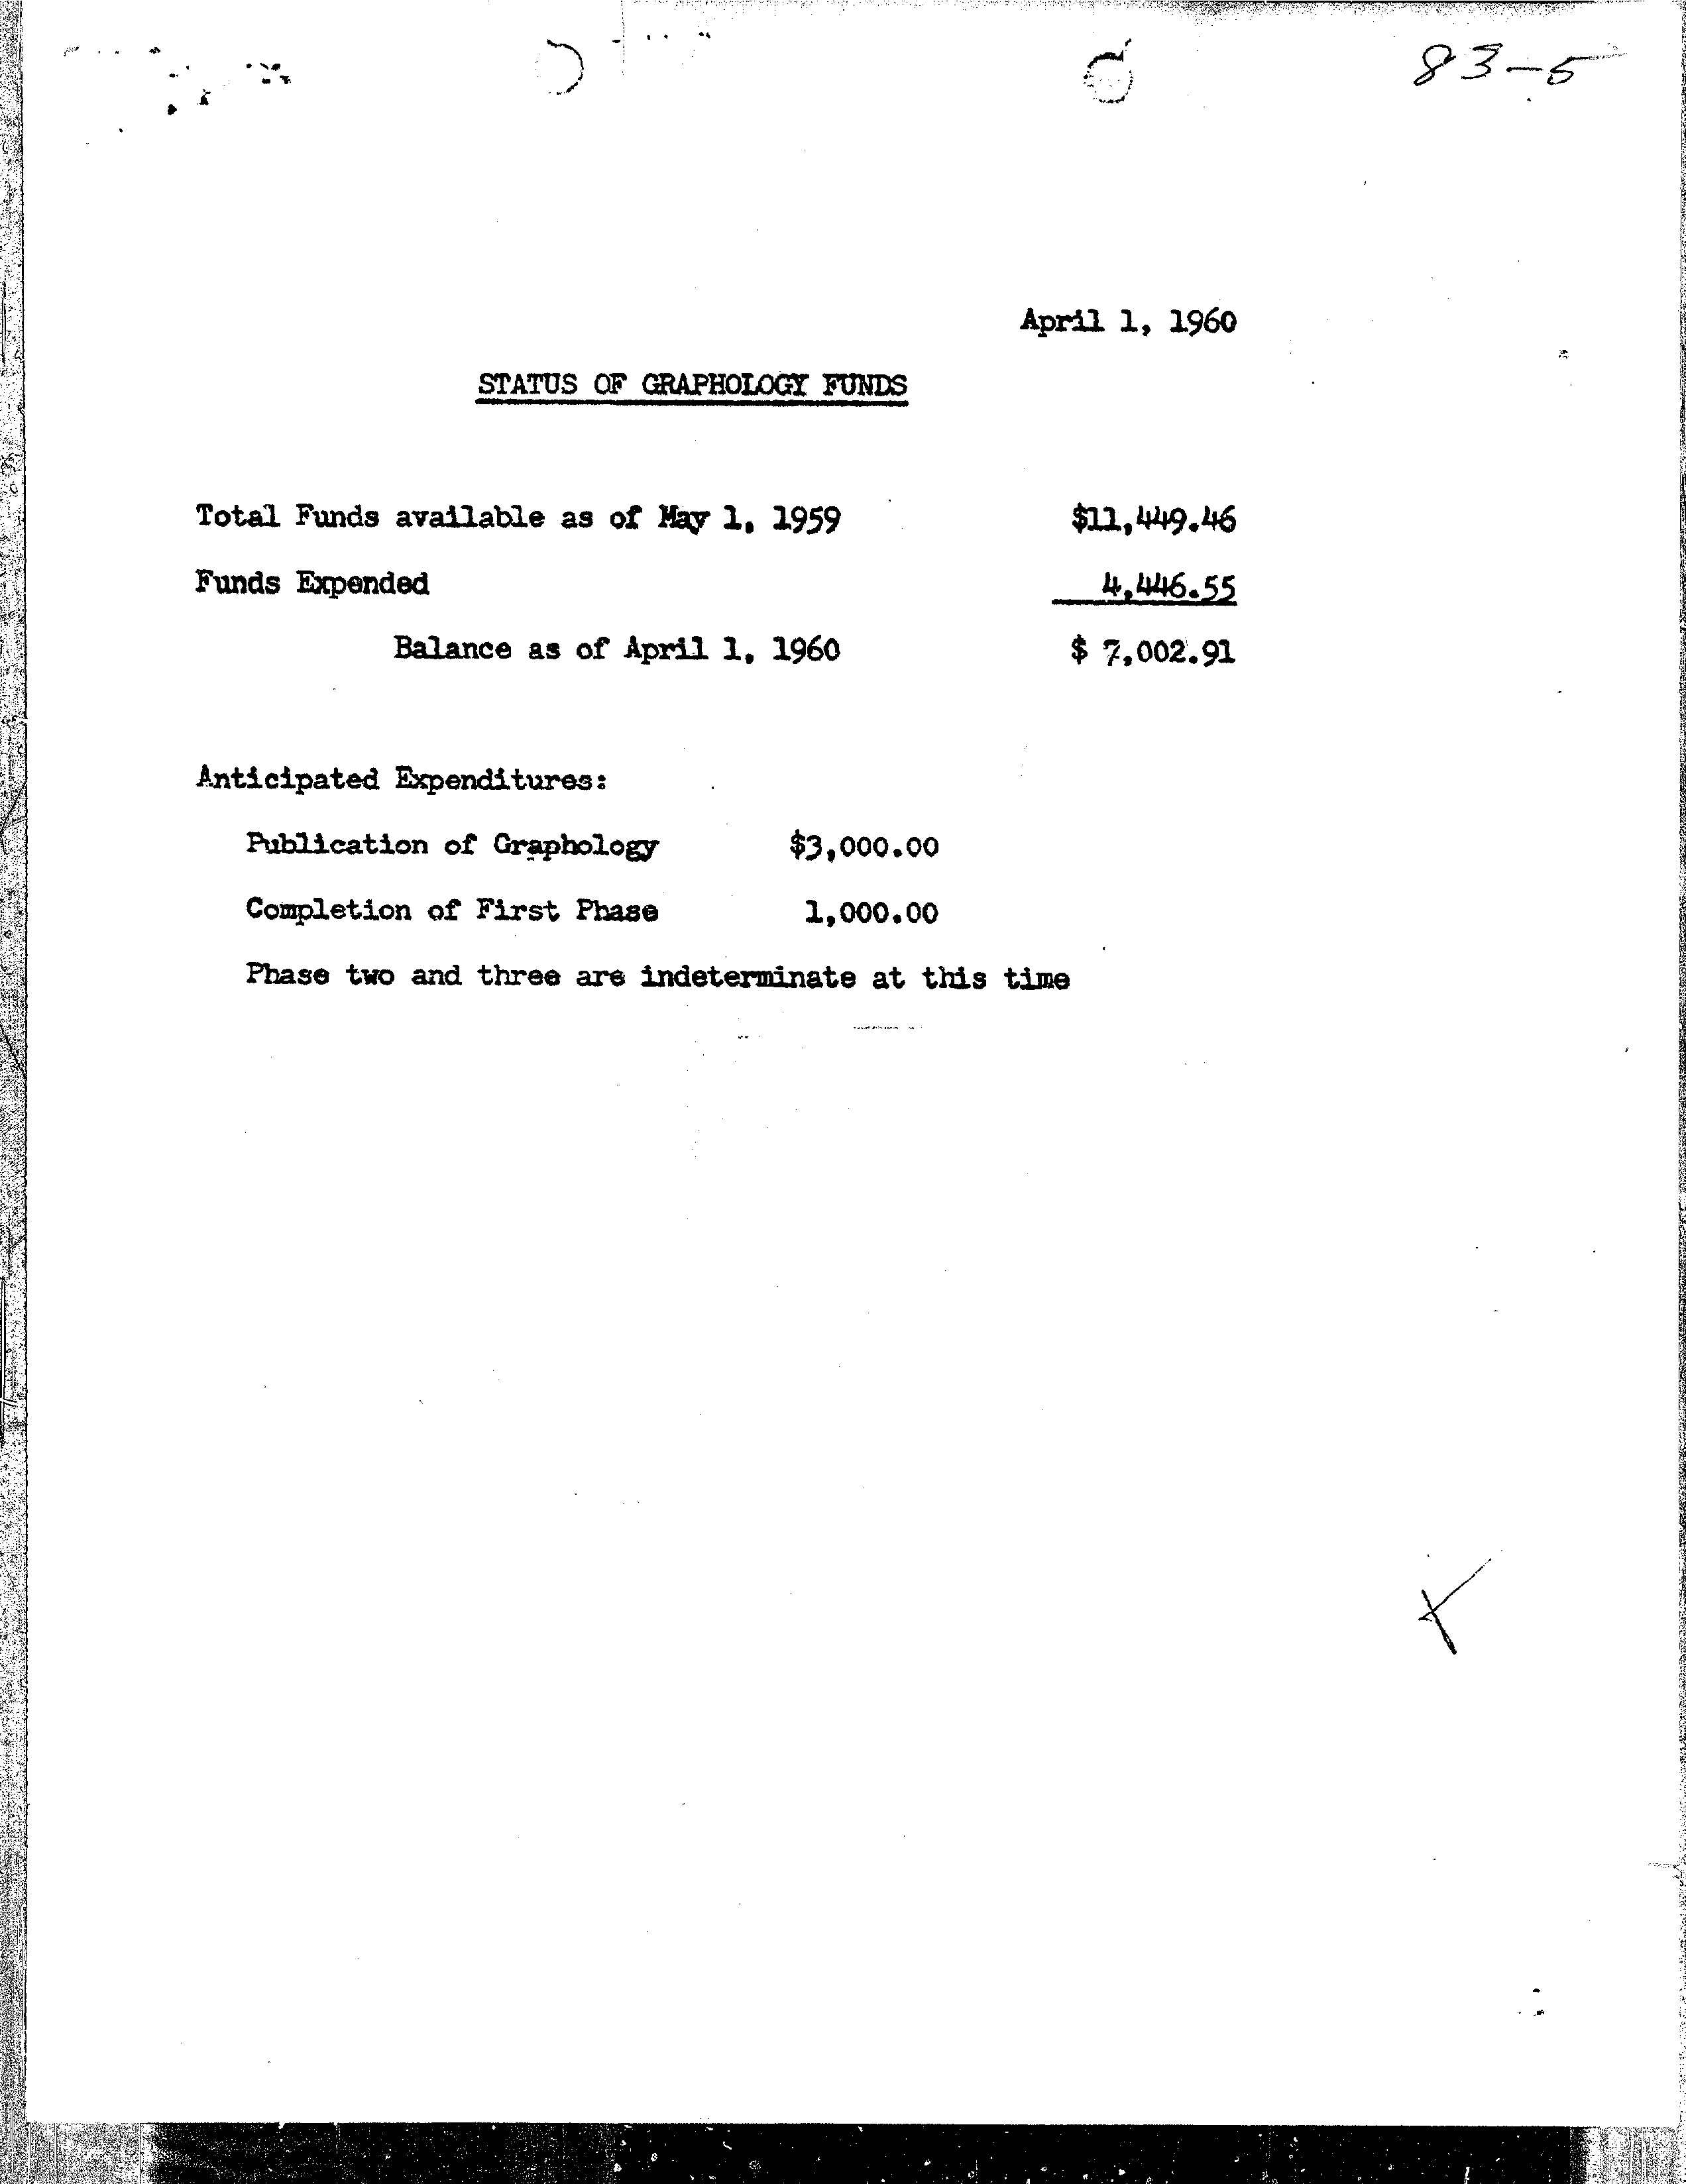 83-5
April 1, 1960
STATUS OF GRAPHOLOGY FUNDS
Total Funds available as of May 1, 1959 $11,449.46
Funds Expended 4,446.55
Balance as of April 1, 1960 $ 7,002.91
Anticipated Expenditures:
Publication of Graphology $3,000.00
Completion of First Phase 1,000.00
Phase two and three are indeterminate at this time